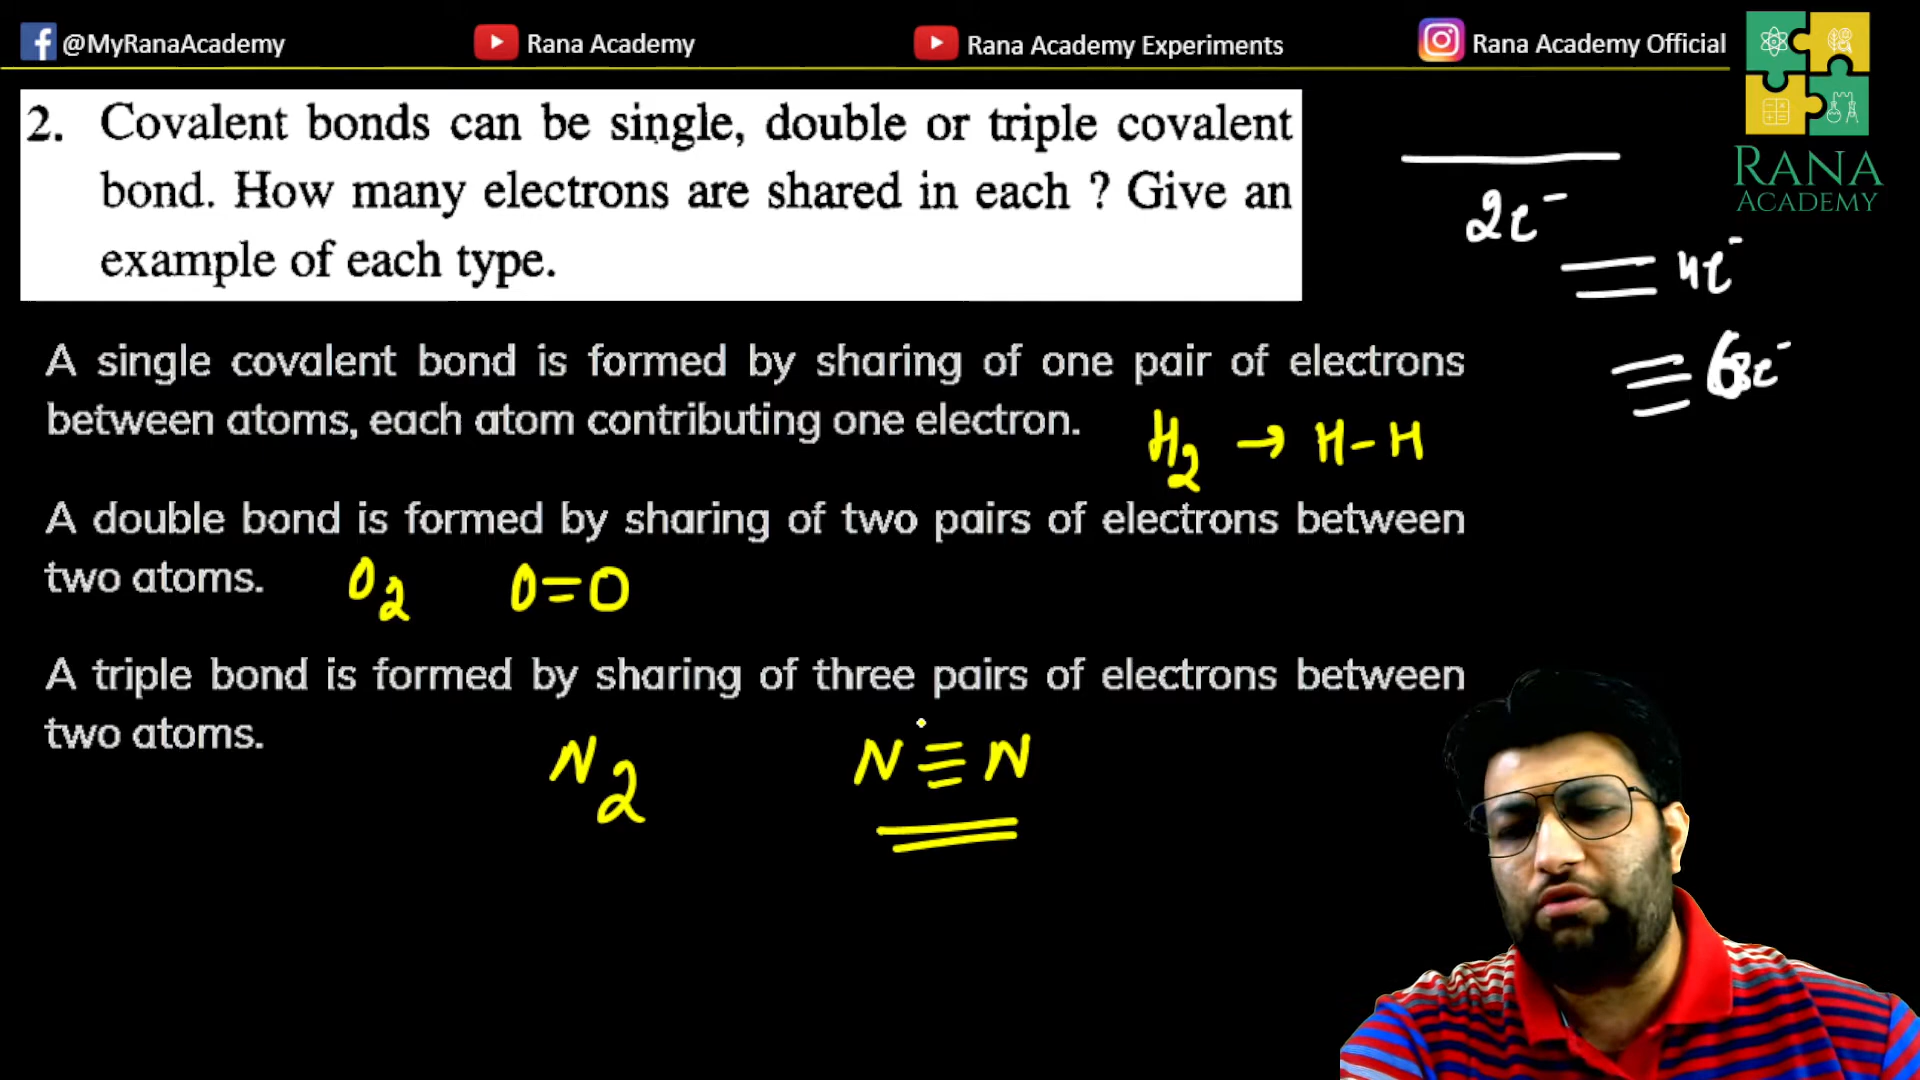 @MyRanaAcademy Rana Academy Rana Academy Experiments Rana Academy Official
RANA
ACADEMY
2. Covalent bonds can be single, double or triple covalent
bond. How many electrons are shared in each ? Give an
example of each type.
2e⁻
4e⁻
6e⁻
A single covalent bond is formed by sharing of one pair of electrons
between atoms, each atom contributing one electron.
H₂ → H-H
A double bond is formed by sharing of two pairs of electrons between
two atoms. O₂ O=O
A triple bond is formed by sharing of three pairs of electrons between
two atoms.
N₂ N≡N